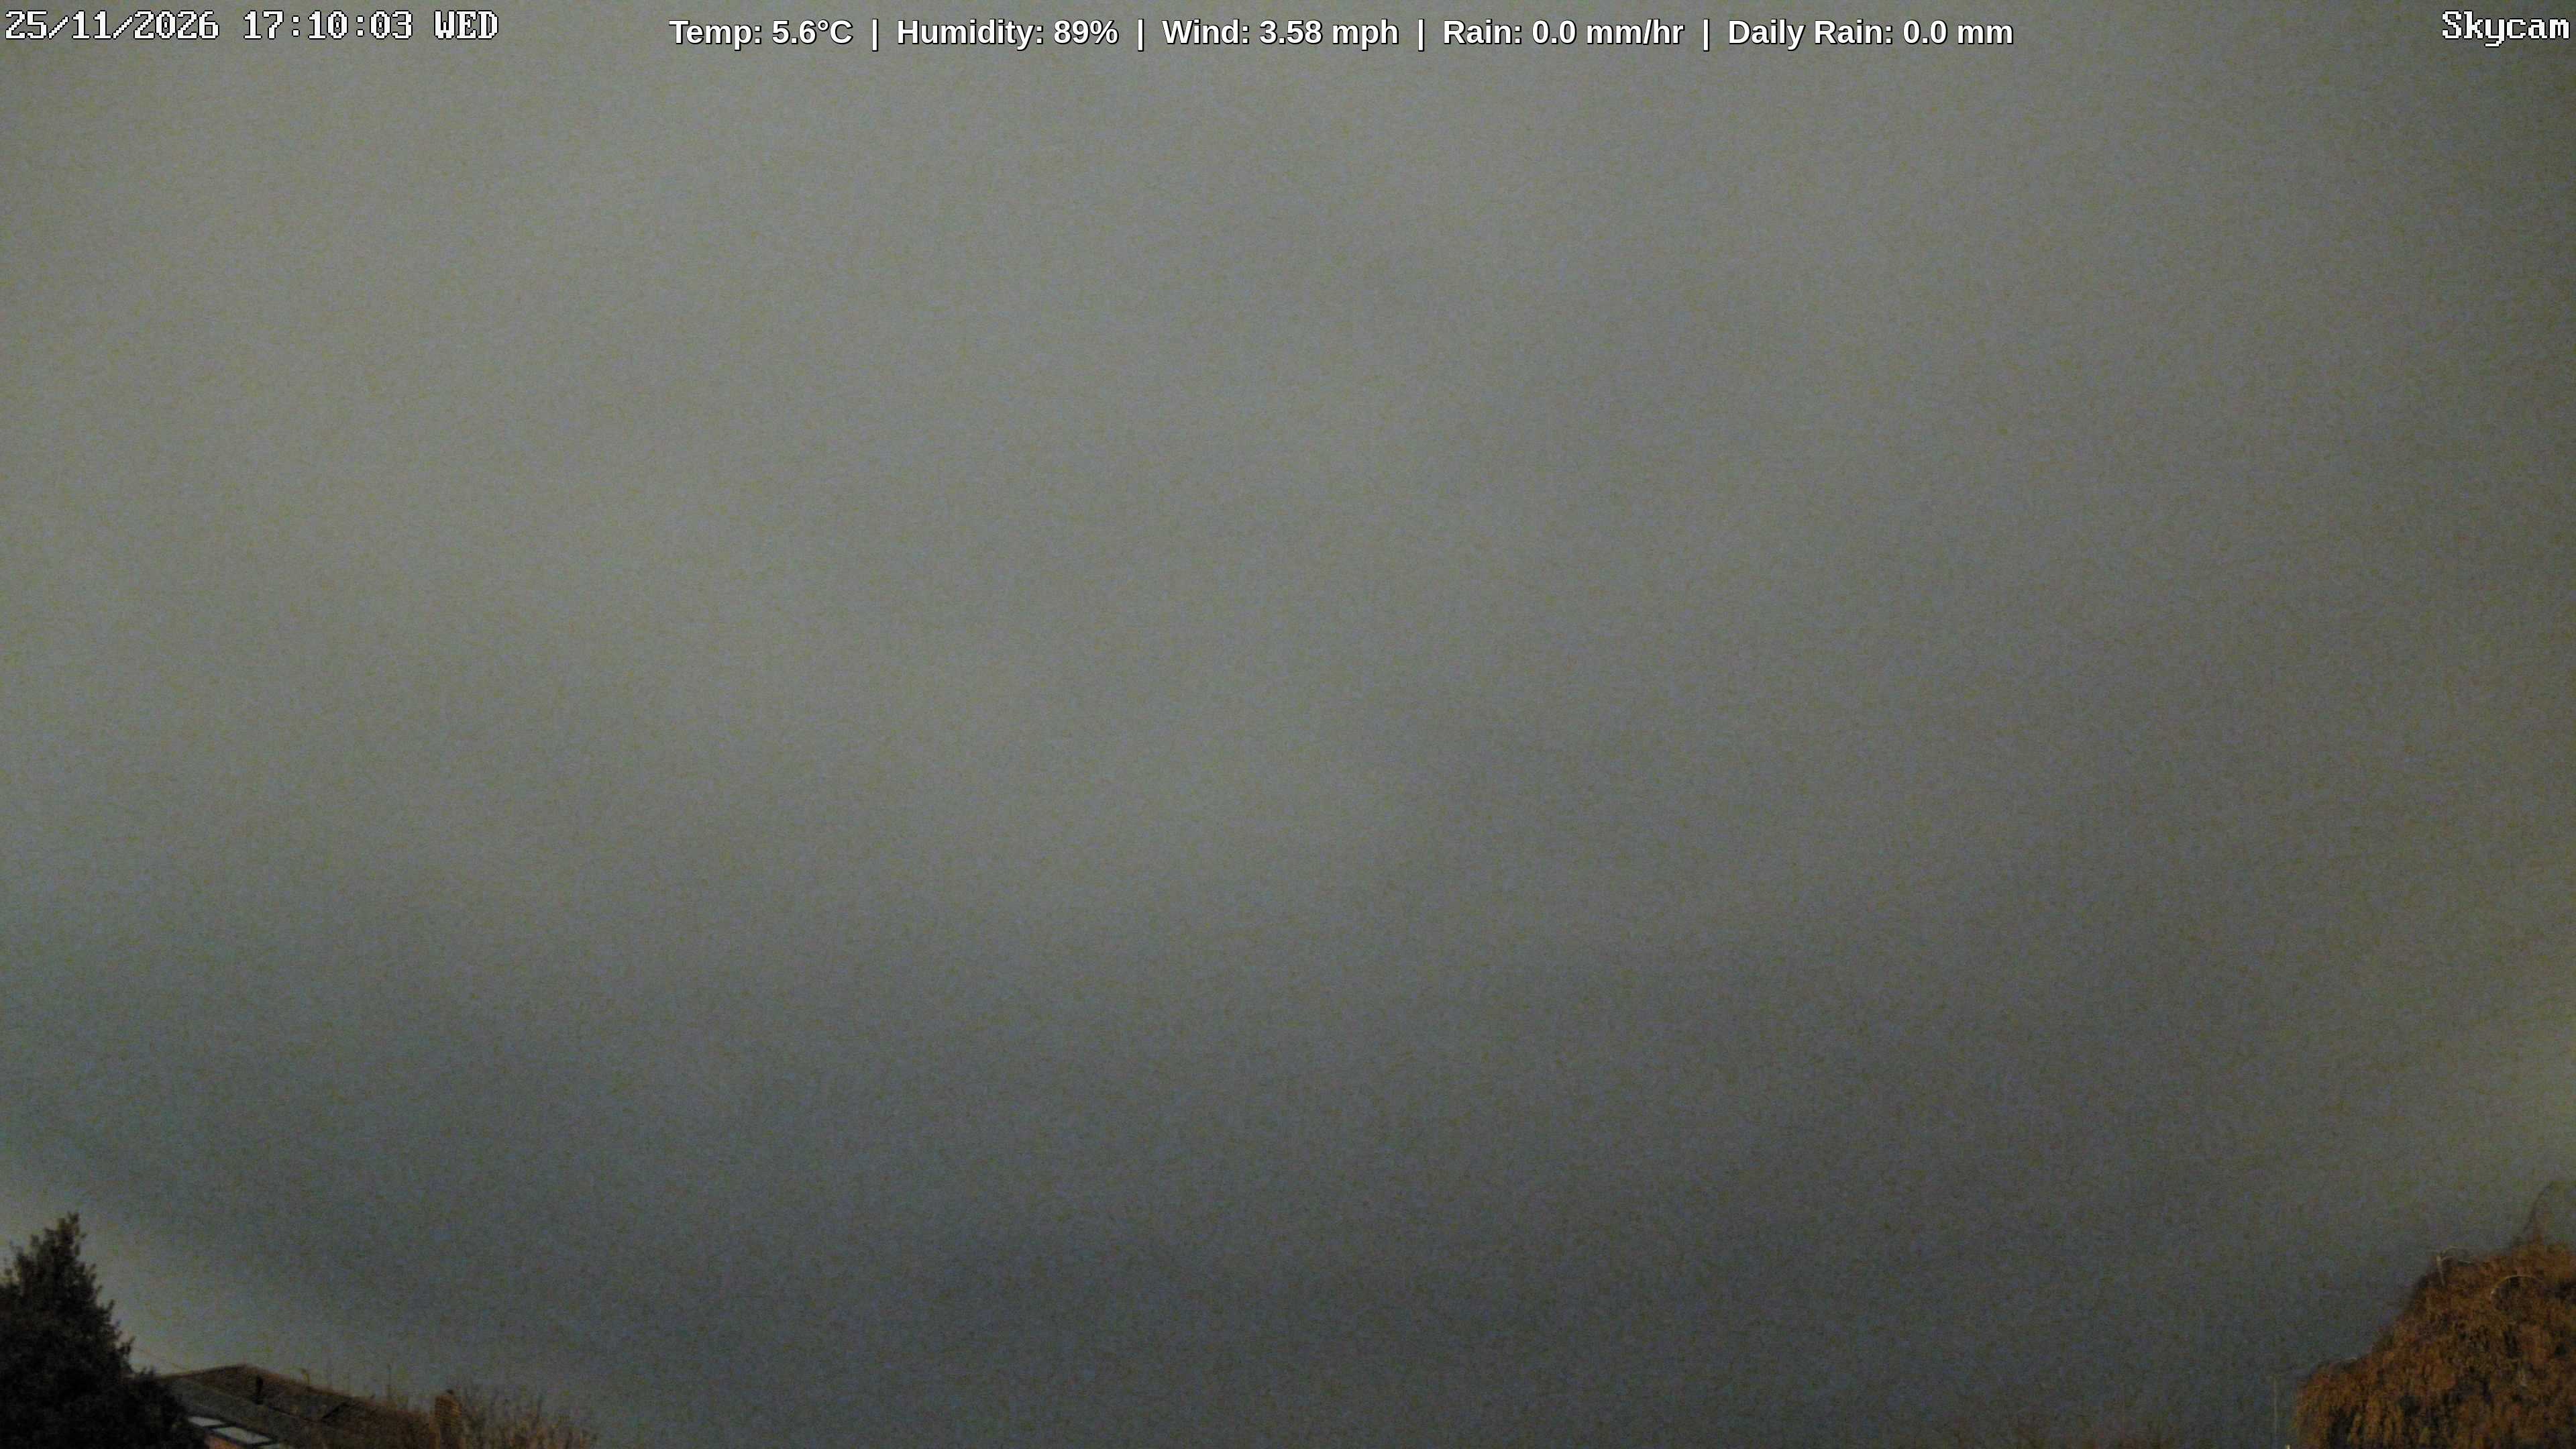 25/11/2026 17:10:03 WED
Temp: 5.6°C | Humidity: 89% | Wind: 3.58 mph | Rain: 0.0 mm/hr | Daily Rain: 0.0 mm
Skycam